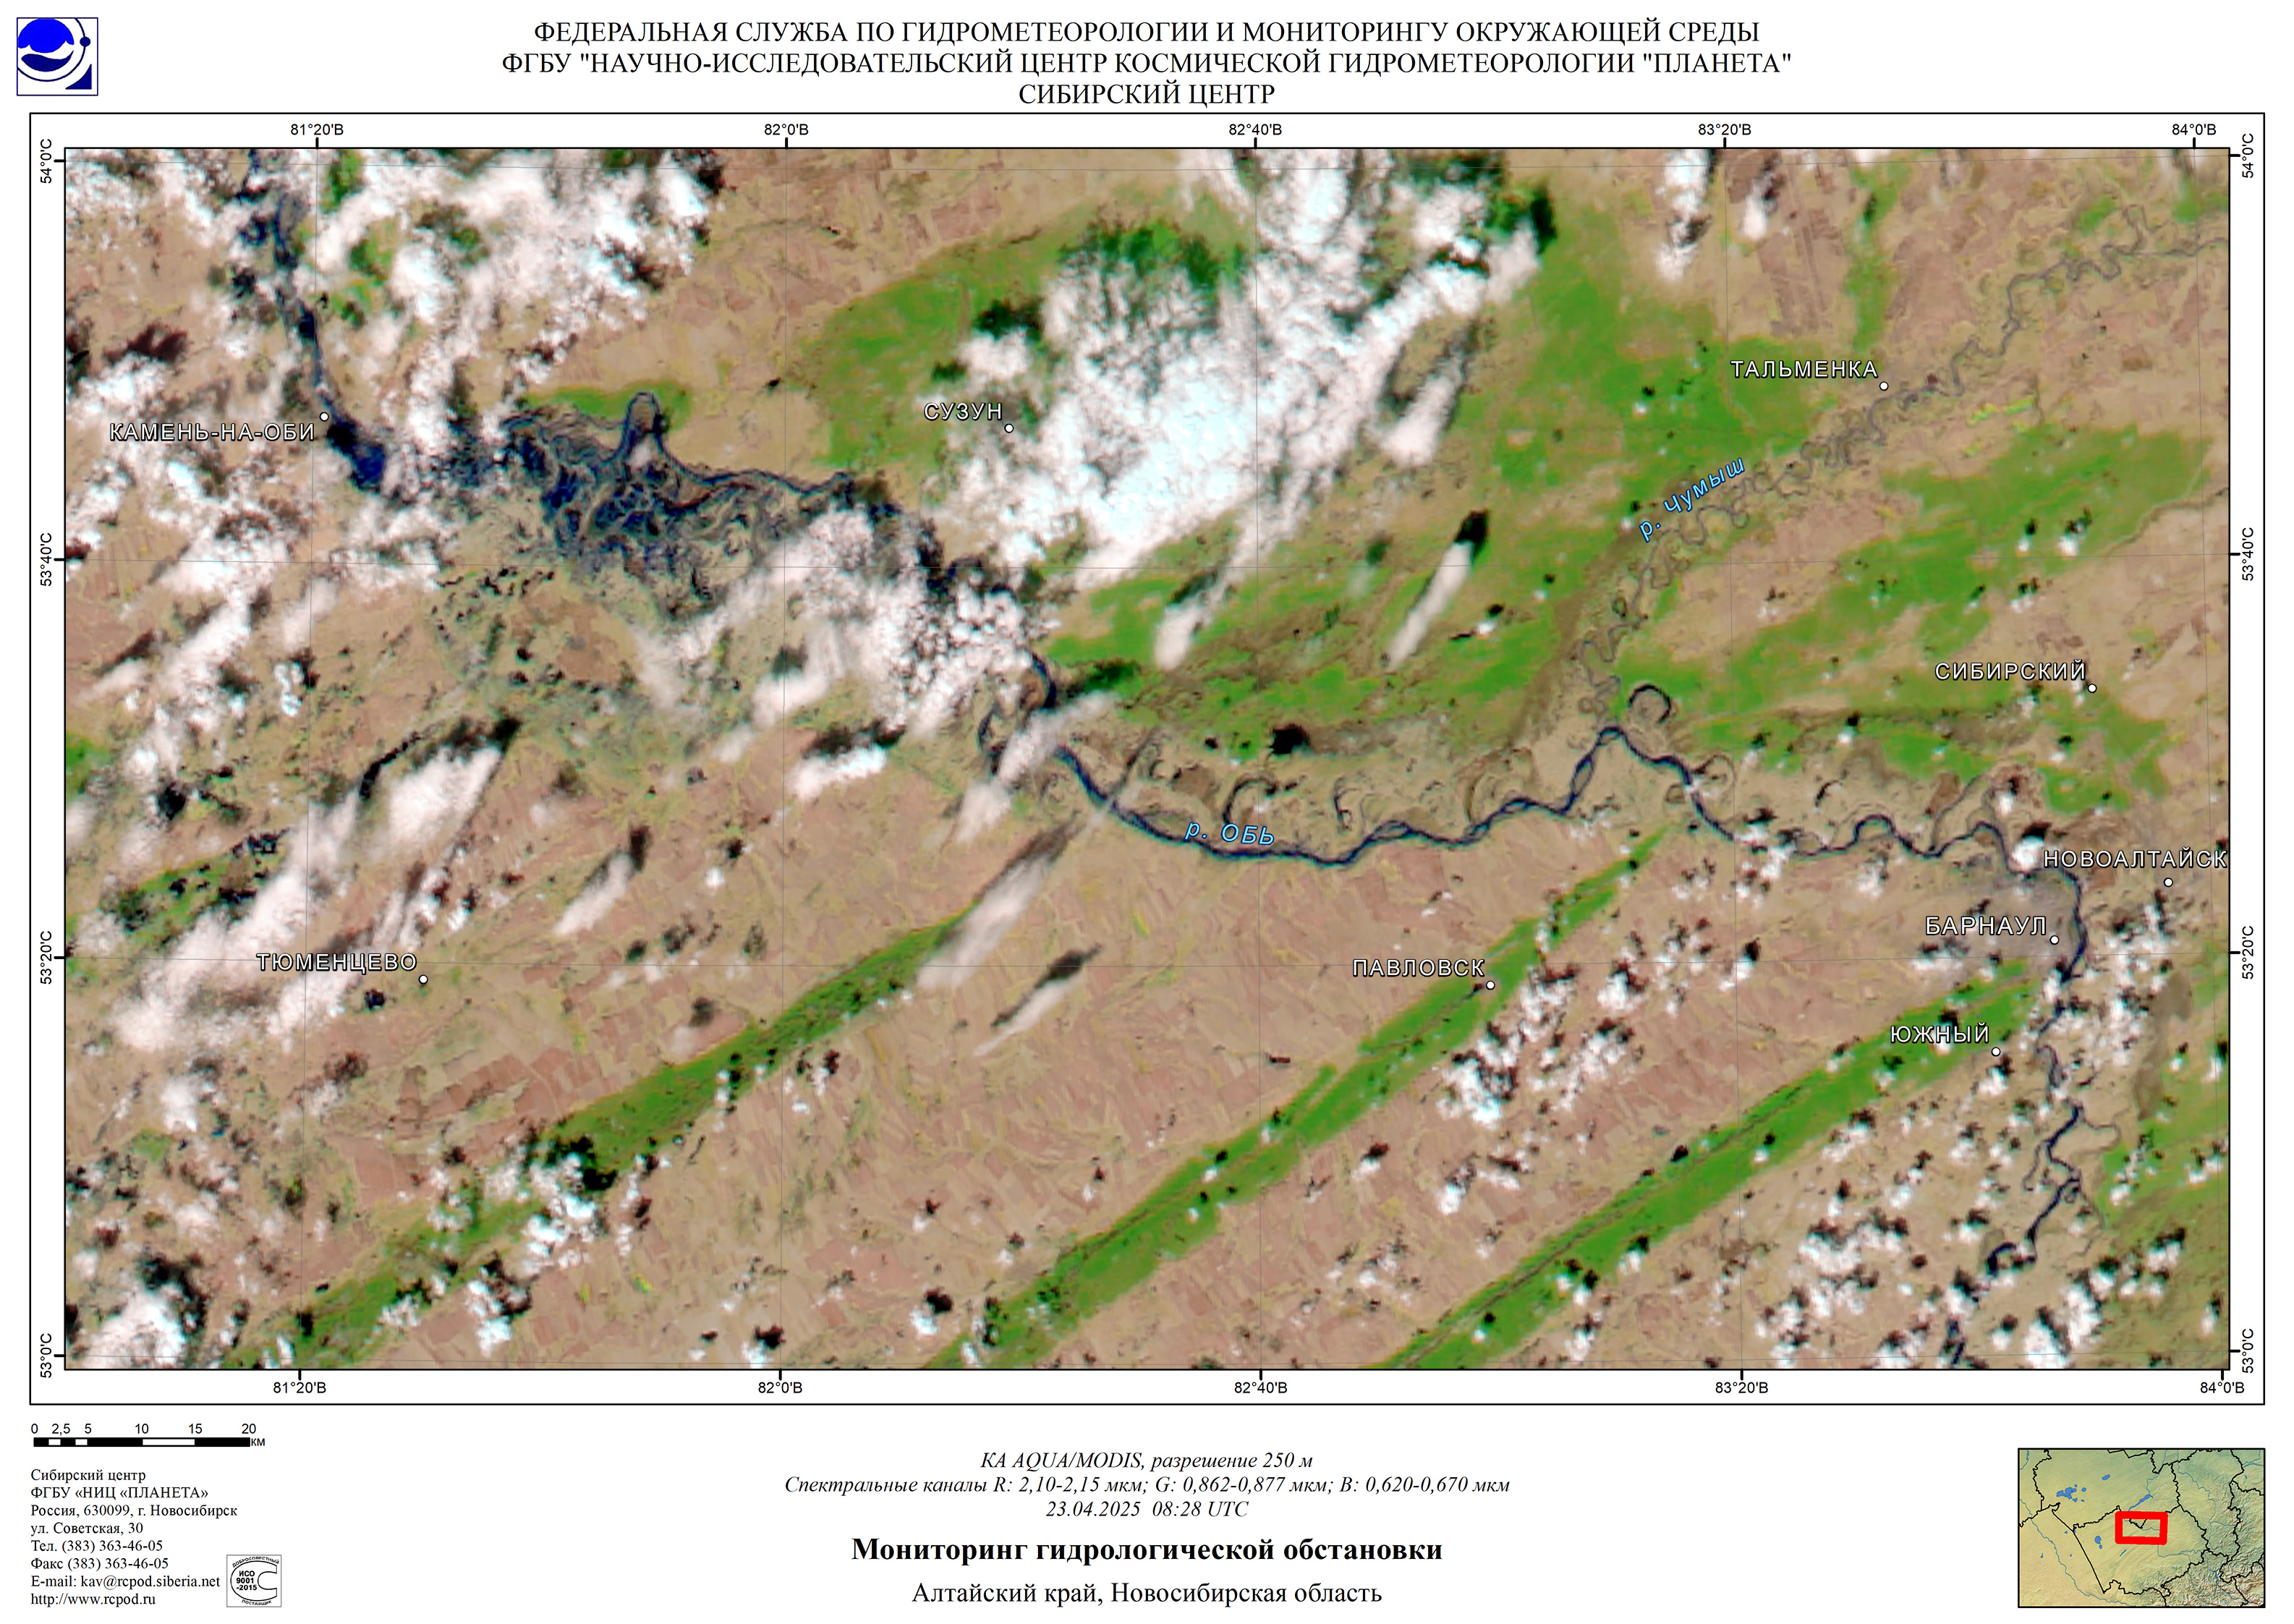 ФЕДЕРАЛЬНАЯ СЛУЖБА ПО ГИДРОМЕТЕОРОЛОГИИ И МОНИТОРИНГУ ОКРУЖАЮЩЕЙ СРЕДЫ
ФГБУ "НАУЧНО-ИССЛЕДОВАТЕЛЬСКИЙ ЦЕНТР КОСМИЧЕСКОЙ ГИДРОМЕТЕОРОЛОГИИ "ПЛАНЕТА"
СИБИРСКИЙ ЦЕНТР
81°20'В 82°0'В 82°40'В 83°20'В 84°0'В
54°0'С 54°0'С
ТАЛЬМЕНКА
СУЗУН
КАМЕНЬ-НА-ОБИ
р. Чумыш
53°40'С 53°40'С
СИБИРСКИЙ
р. ОБЬ
НОВОАЛТАЙСК
БАРНАУЛ
53°20'С 53°20'С
ТЮМЕНЦЕВО
ПАВЛОВСК
ЮЖНЫЙ
53°0'С 53°0'С
81°20'В 82°0'В 82°40'В 83°20'В 84°0'В
0 2,5 5 10 15 20
КМ
КА AQUA/MODIS, разрешение 250 м
Спектральные каналы R: 2,10-2,15 мкм; G: 0,862-0,877 мкм; B: 0,620-0,670 мкм
23.04.2025 08:28 UTC
Мониторинг гидрологической обстановки
Алтайский край, Новосибирская область
Сибирский центр
ФГБУ «НИЦ «ПЛАНЕТА»
Россия, 630099, г. Новосибирск
ул. Советская, 30
Тел. (383) 363-46-05
Факс (383) 363-46-05
E-mail: kav@rcpod.siberia.net
http://www.rcpod.ru
ДОБРОСОВЕСТНЫЙ
ИСО
9001
-2015
ПОСТАВЩИК